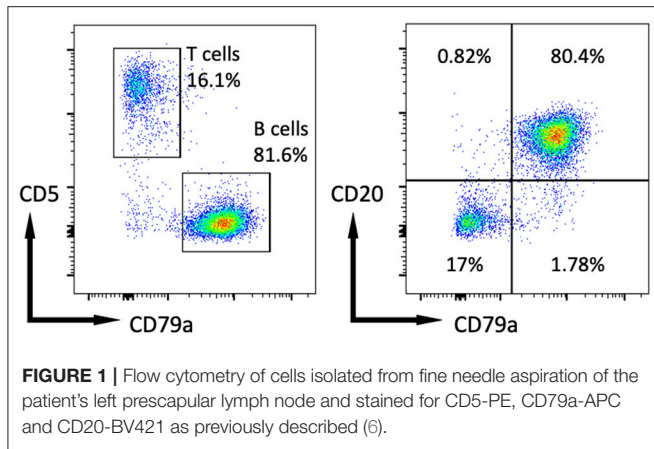 T cells
16.1%
B cells
81.6%
CD5
CD79a
0.82%
80.4%
CD20
17%
1.78%
CD79a
FIGURE 1 | Flow cytometry of cells isolated from fine needle aspiration of the
patient's left prescapular lymph node and stained for CD5-PE, CD79a-APC
and CD20-BV421 as previously described (6).